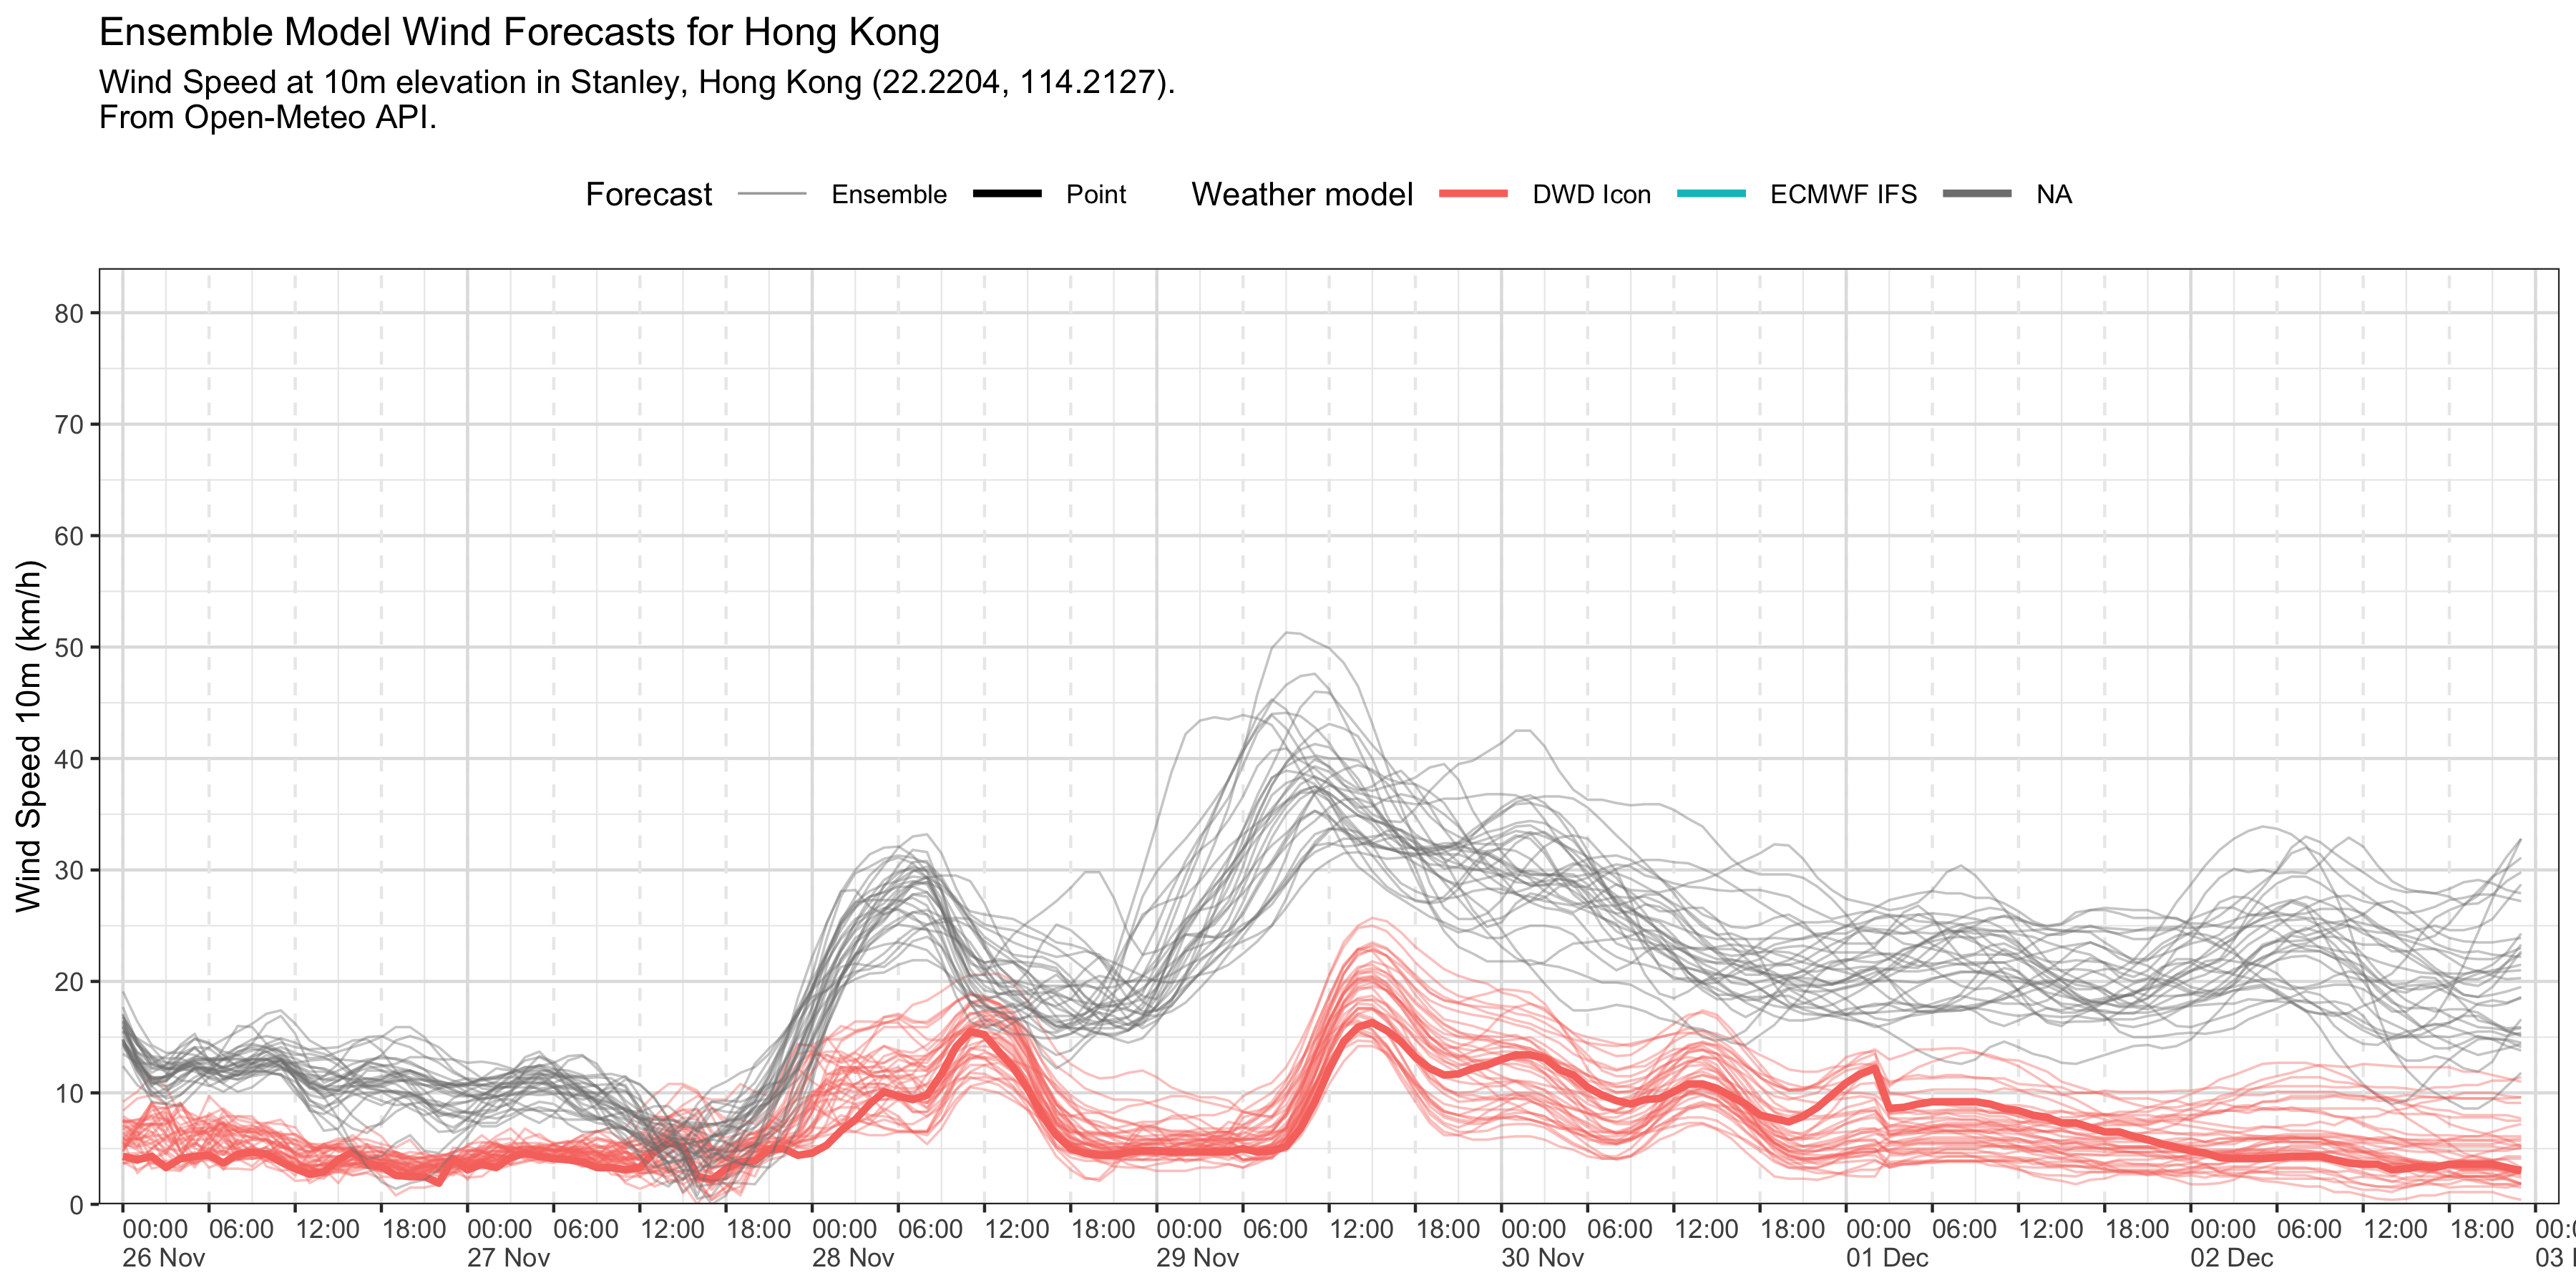 Ensemble Model Wind Forecasts for Hong Kong
Wind Speed at 10m elevation in Stanley, Hong Kong (22.2204, 114.2127).
From Open-Meteo API.
Forecast Ensemble Point Weather model DWD Icon ECMWF IFS NA
Wind Speed 10m (km/h)
80
70
60
50
40
30
20
10
0
00:00 06:00 12:00 18:00 00:00 06:00 12:00 18:00 00:00 06:00 12:00 18:00 00:00 06:00 12:00 18:00 00:00 06:00 12:00 18:00 00:00 06:00 12:00 18:00 00:00 06:00 12:00 18:00 00:0
26 Nov 27 Nov 28 Nov 29 Nov 30 Nov 01 Dec 02 Dec 03